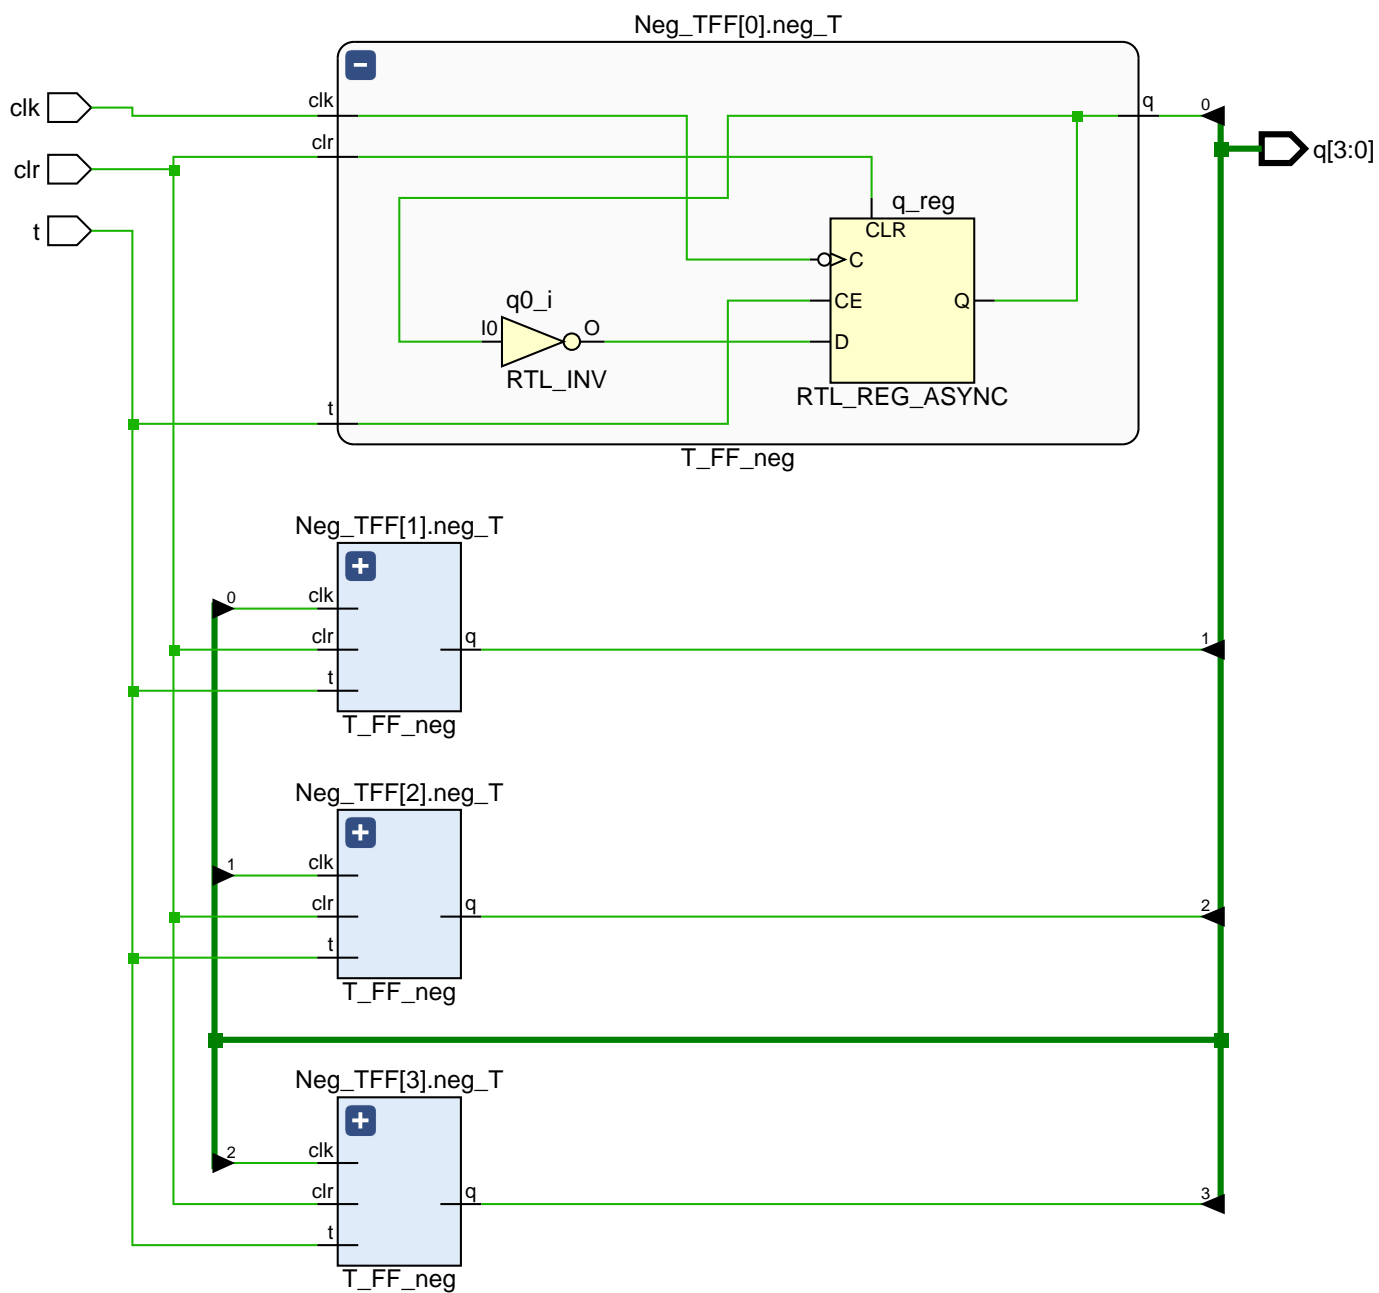 Neg_TFF[0].neg_T
clk
clk
q
0
clr
clr
q[3:0]
t
q_reg
CLR
C
q0_i
CE
Q
I0
O
D
RTL_INV
RTL_REG_ASYNC
t
T_FF_neg
Neg_TFF[1].neg_T
0
clk
clr
q
1
t
T_FF_neg
Neg_TFF[2].neg_T
1
clk
clr
q
2
t
T_FF_neg
Neg_TFF[3].neg_T
2
clk
clr
q
3
t
T_FF_neg